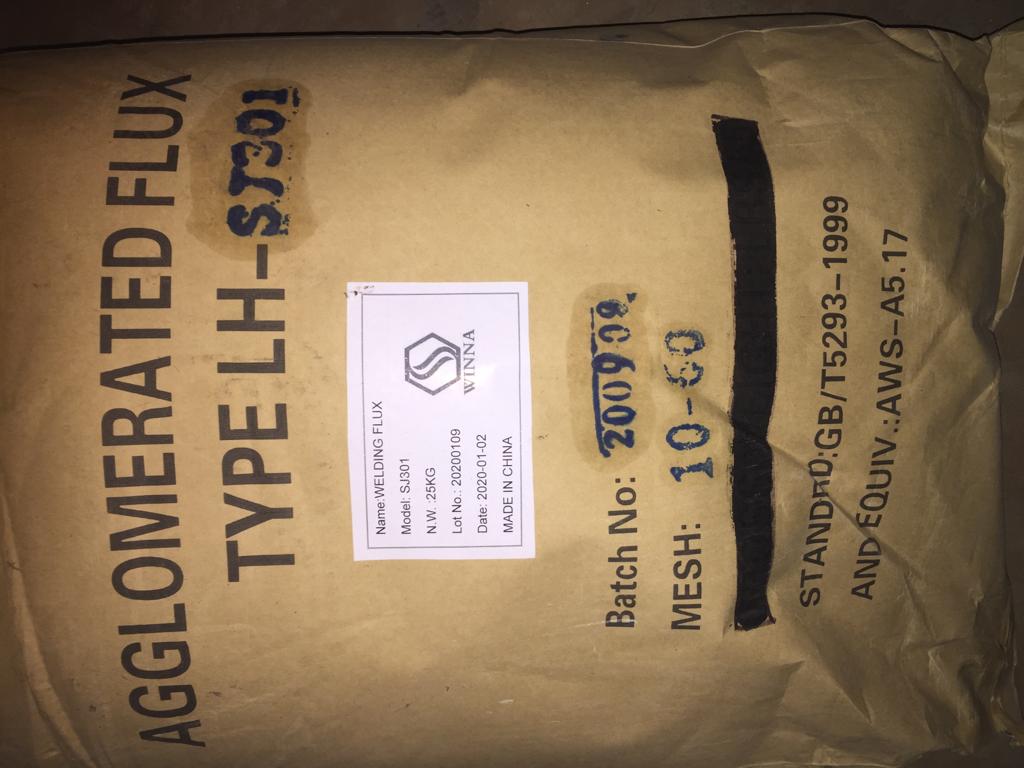 AGGLOMERATED FLUX
TYPE LH-SJ301
Name:WELDING FLUX
Model: SJ301
N.W. :25KG
Lot No.: 20200109
Date: 2020-01-02
MADE IN CHINA
WINNA
Batch No: 200909
MESH: 10-60
STANDRD:GB/T5293-1999
AND EQUIV.:AWS-A5.17